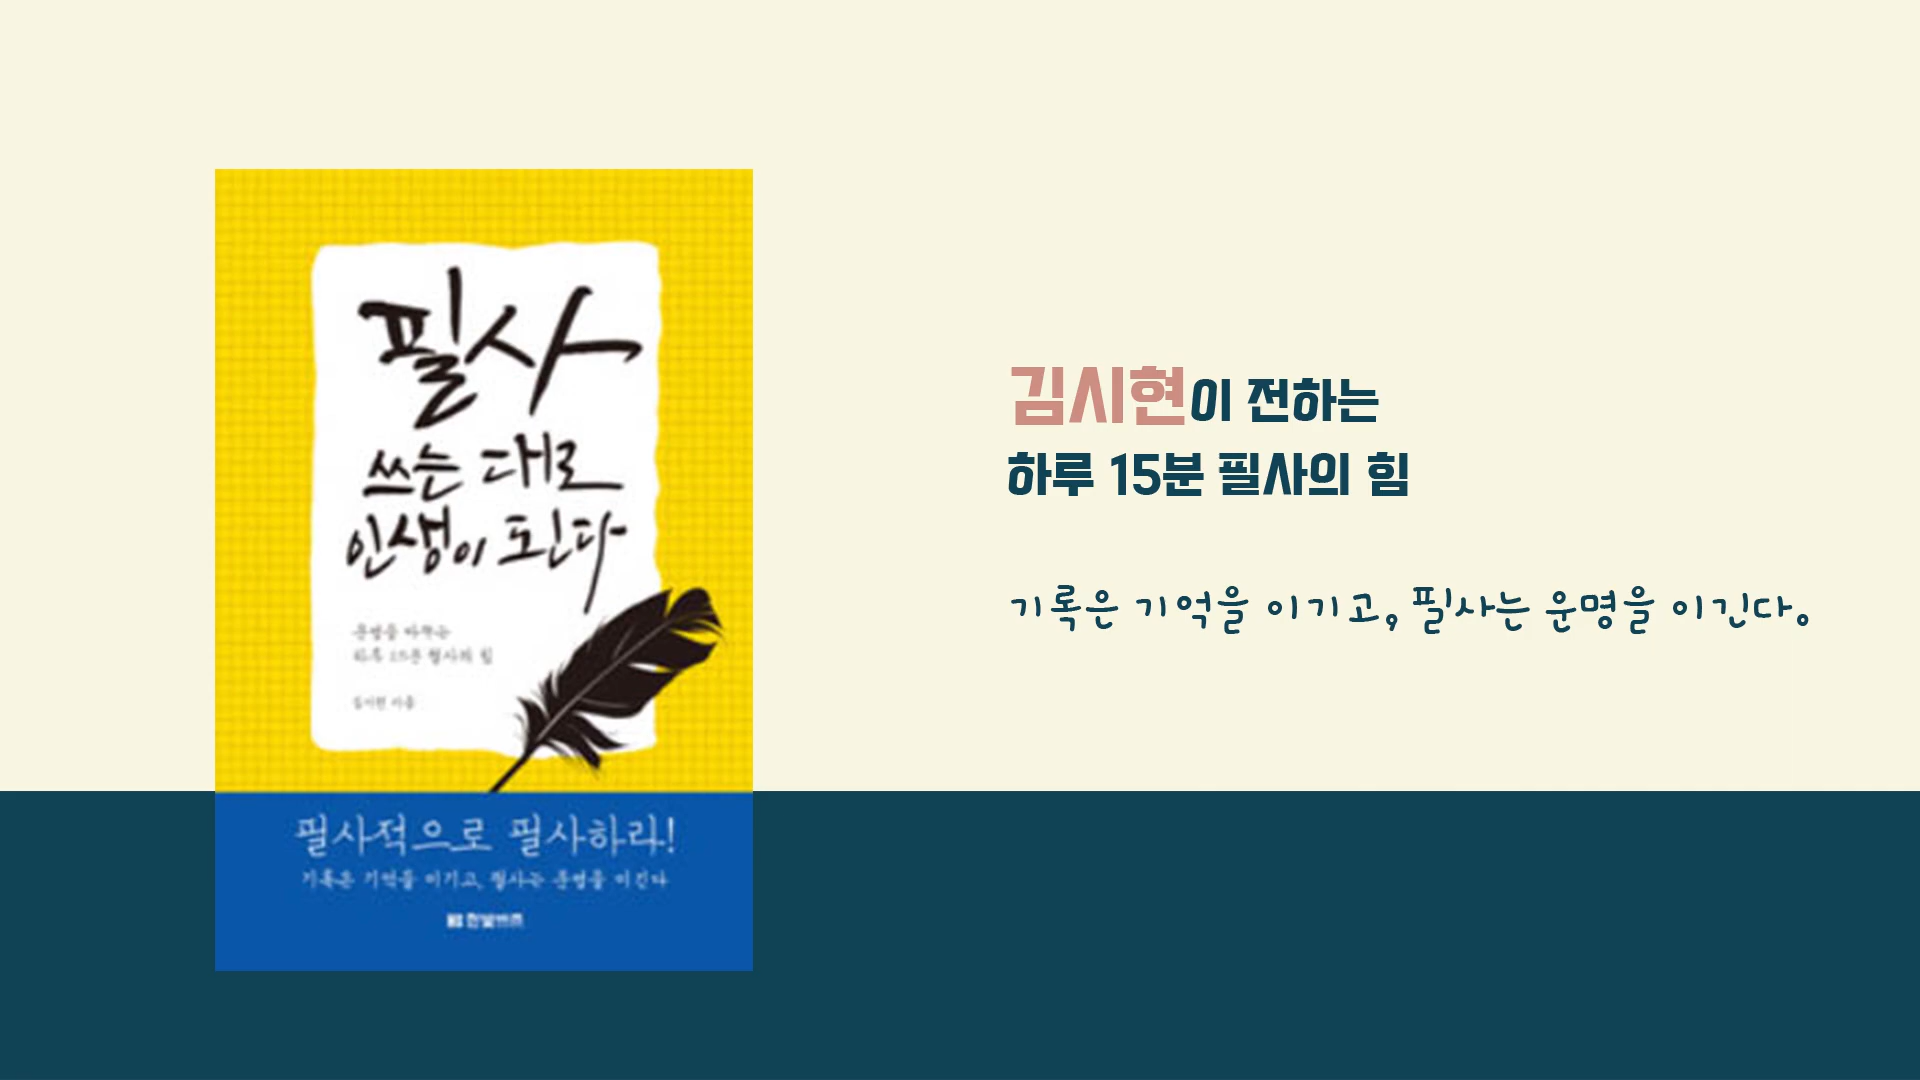 필사
쓰는 대로
인생이 된다
운명을 바꾸는
하루 15분 필사의 힘
김시현 지음
필사적으로 필사하라!
기록은 기억을 이기고, 필사는 운명을 이긴다
한빛비즈
김시현이 전하는
하루 15분 필사의 힘
기록은 기억을 이기고, 필사는 운명을 이긴다.